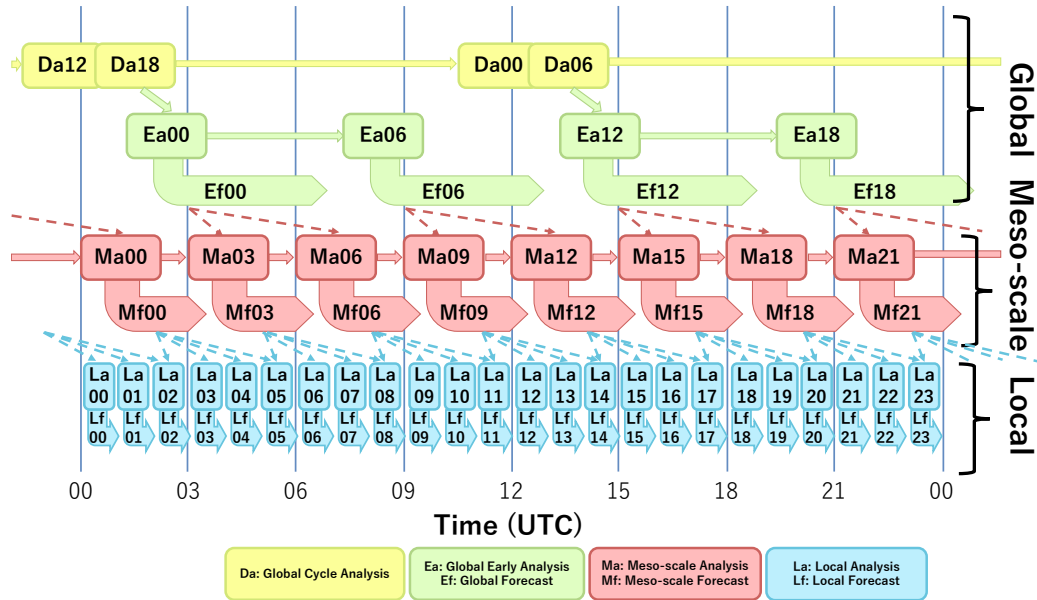 Da12 Da18 Da00 Da06
Ea00 Ea06 Ea12 Ea18
Ef00 Ef06 Ef12 Ef18
Global
Ma00 Ma03 Ma06 Ma09 Ma12 Ma15 Ma18 Ma21
Mf00 Mf03 Mf06 Mf09 Mf12 Mf15 Mf18 Mf21
Meso-scale
La La La La La La La La La La La La La La La La La La La La La La La La
00 01 02 03 04 05 06 07 08 09 10 11 12 13 14 15 16 17 18 19 20 21 22 23
Lf Lf Lf Lf Lf Lf Lf Lf Lf Lf Lf Lf Lf Lf Lf Lf Lf Lf Lf Lf Lf Lf Lf Lf
00 01 02 03 04 05 06 07 08 09 10 11 12 13 14 15 16 17 18 19 20 21 22 23
Local
00 03 06 09 12 15 18 21 00
Time (UTC)
Da: Global Cycle Analysis
Ea: Global Early Analysis
Ef: Global Forecast
Ma: Meso-scale Analysis
Mf: Meso-scale Forecast
La: Local Analysis
Lf: Local Forecast